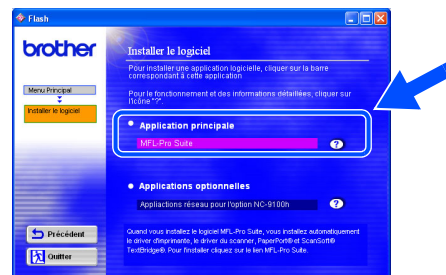 Flash
brother
Installer le logiciel
Pour installer une application logicielle, cliquer sur la barre
correspondant à cette application
Pour le fonctionnement et des informations détaillées, cliquer sur
l'icône "?".
Menu Principal
Installer le logiciel
Application principale
MFL-Pro Suite
?
Applications optionnelles
Appliactions réseau pour l'option NC-9100h
?
Précédent
Quitter
Quand vous installez le logiciel MFL-Pro Suite, vous installez automatiquement
le driver d'imprimante, le driver du scanner, PaperPort® et ScanSoft®
TextBridge®. Pour l'installer cliquez sur le lien MFL-Pro Suite.